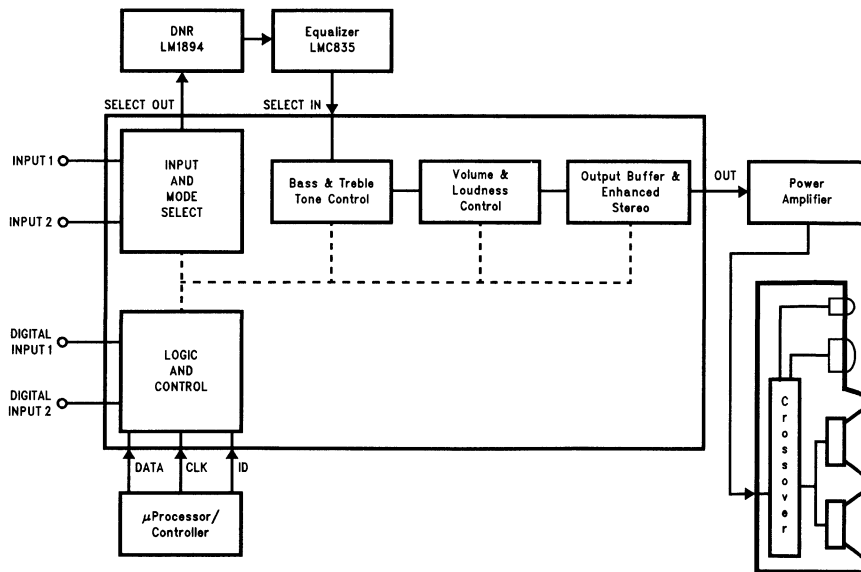 DNR
LM1894
Equalizer
LMC835
SELECT OUT
SELECT IN
INPUT 1
INPUT 2
INPUT
AND
MODE
SELECT
Bass & Treble
Tone Control
Volume &
Loudness
Control
Output Buffer &
Enhanced
Stereo
OUT
Power
Amplifier
DIGITAL
INPUT 1
DIGITAL
INPUT 2
LOGIC
AND
CONTROL
DATA
CLK
ID
μProcessor/
Controller
Crossover